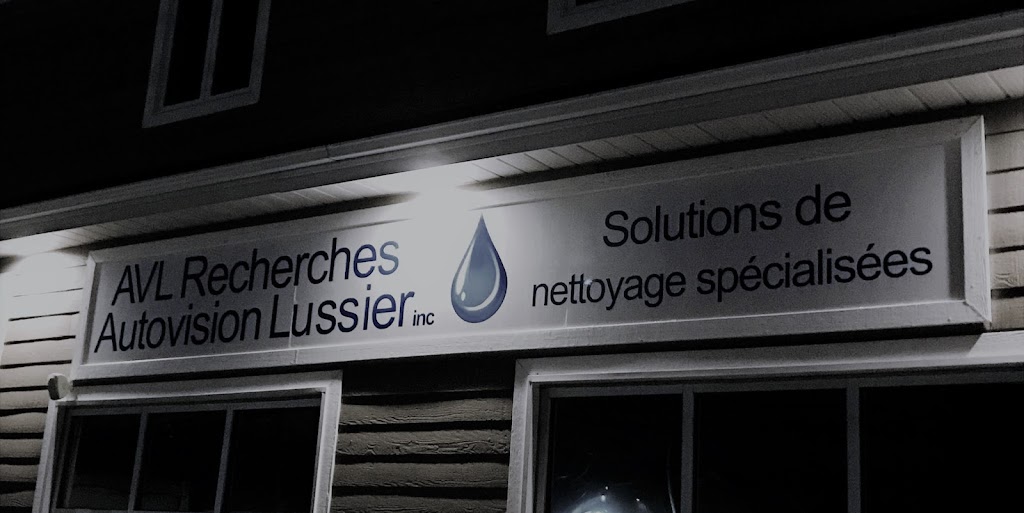 AVL Recherches
Autovision Lussier inc
Solutions de
nettoyage spécialisées